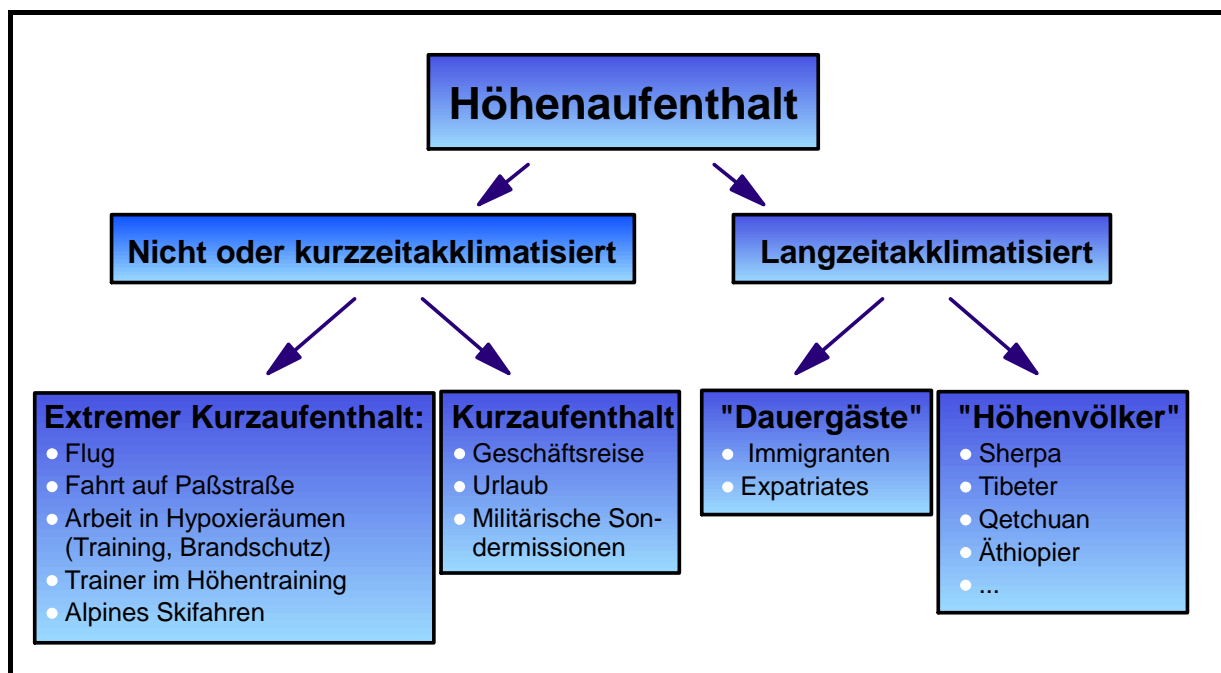 Höhenaufenthalt
Nicht oder kurzzeitakklimatisiert
Langzeitakklimatisiert
Extremer Kurzaufenthalt:
● Flug
● Fahrt auf Paßstraße
● Arbeit in Hypoxieräumen
(Training, Brandschutz)
● Trainer im Höhentraining
● Alpines Skifahren
Kurzaufenthalt
● Geschäftsreise
● Urlaub
● Militärische Son-
dermissionen
"Dauergäste"
● Immigranten
● Expatriates
"Höhenvölker"
● Sherpa
● Tibeter
● Qetchuan
● Äthiopier
● ...